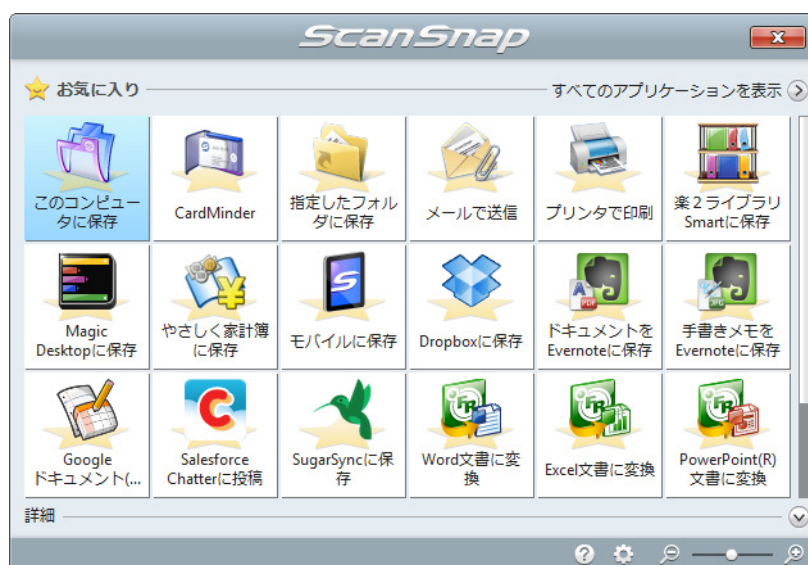 ScanSnap
お気に入り
すべてのアプリケーションを表示
このコンピュー
タに保存
CardMinder
指定したフォル
ダに保存
メールで送信
プリンタで印刷
楽2ライブラリ
Smartに保存
Magic
Desktopに保存
やさしく家計簿
に保存
モバイルに保存
Dropboxに保存
ドキュメントを
Evernoteに保存
手書きメモを
Evernoteに保存
Google
ドキュメント(...
Salesforce
Chatterに投稿
SugarSyncに保
存
Word文書に変
換
Excel文書に変換
PowerPoint(R)
文書に変換
詳細